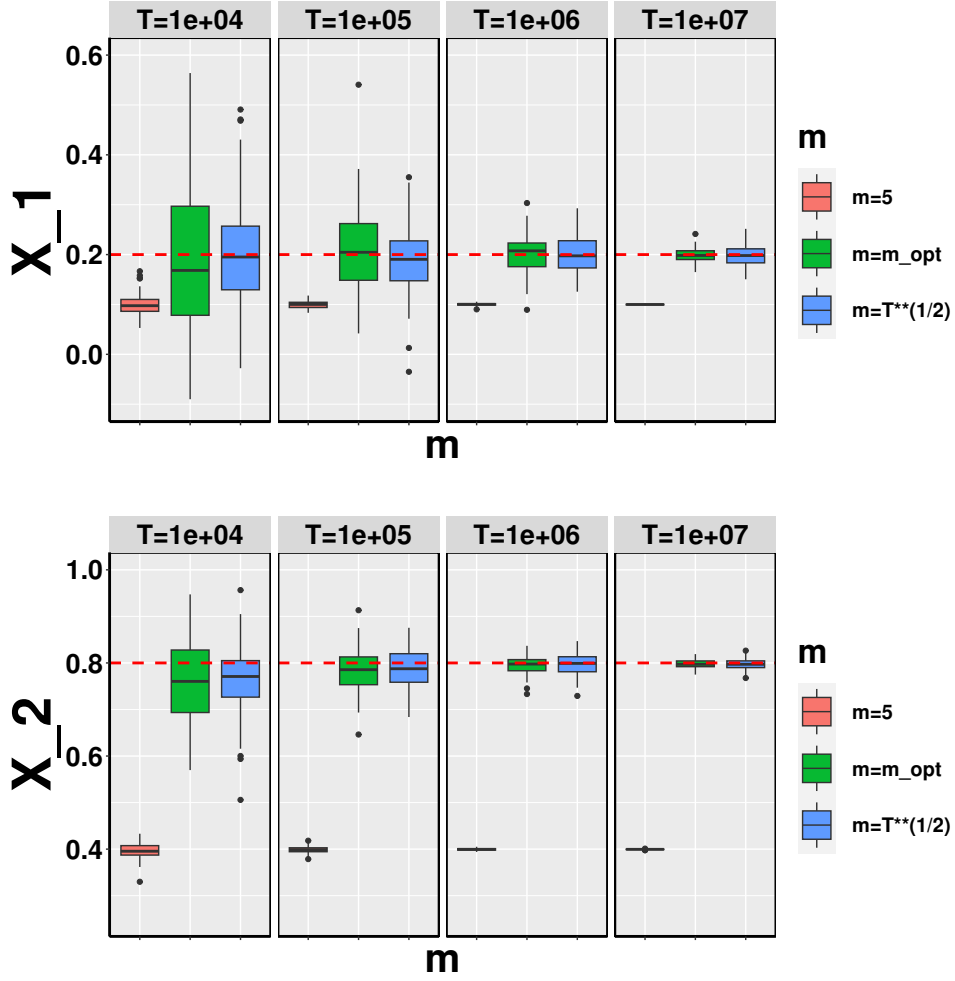 T=1e+04 T=1e+05 T=1e+06 T=1e+07
0.6
0.4
0.2
0.0
X_1
m
m
m=5
m=m_opt
m=T**(1/2)
T=1e+04 T=1e+05 T=1e+06 T=1e+07
1.0
0.8
0.6
0.4
X_2
m
m
m=5
m=m_opt
m=T**(1/2)